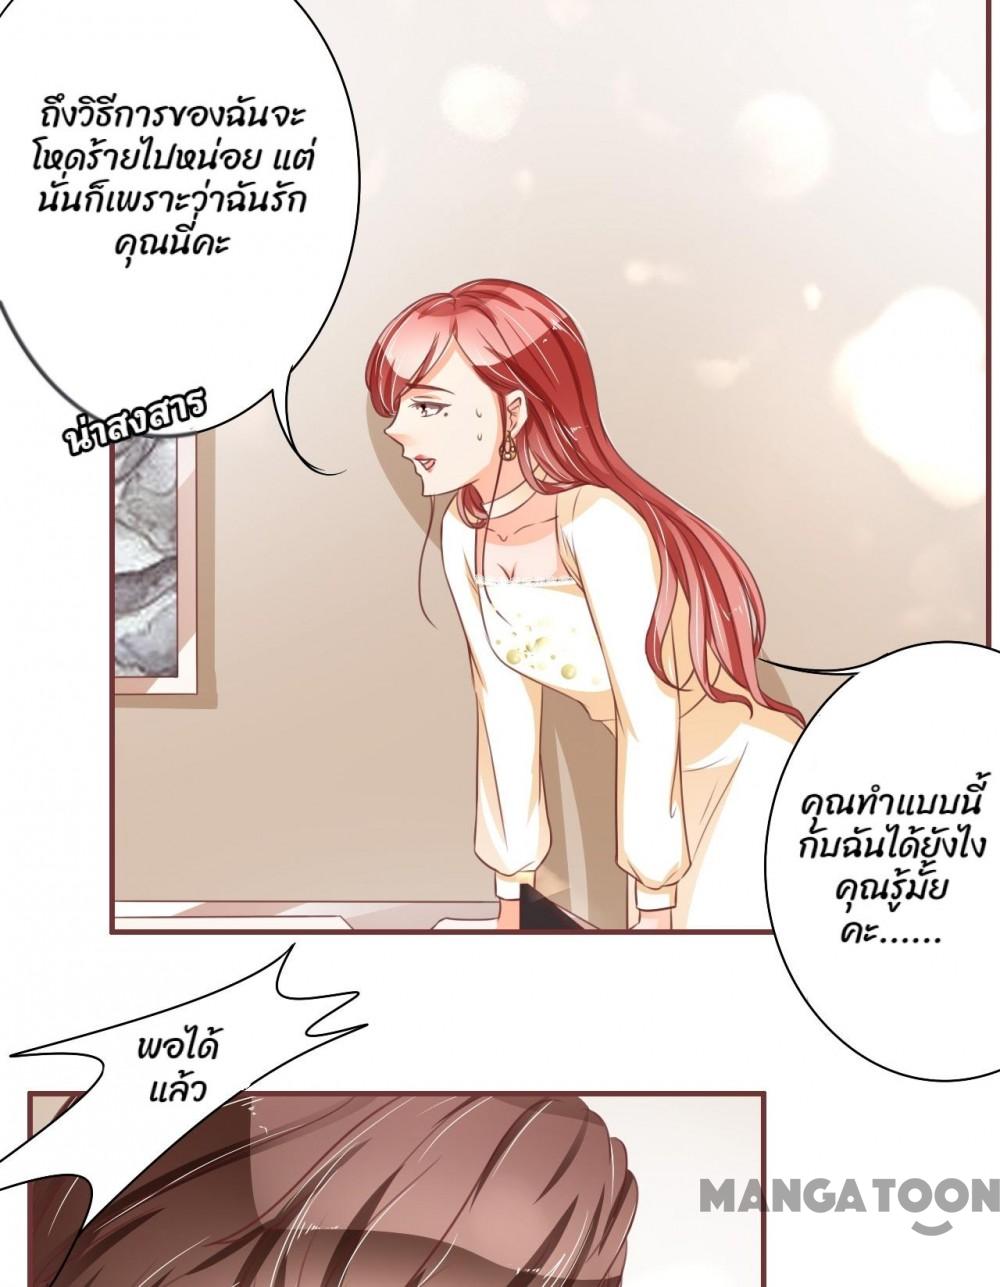 ถึงวิธีการของฉันจะ
โหดร้ายไปหน่อย แต่
นั่นก็เพราะว่าฉันรัก
คุณนี่คะ
น่าสงสาร
คุณทำแบบนี้
กับฉันได้ยังไง
คุณรู้มั้ย
คะ......
พอได้
แล้ว
MANGATOON